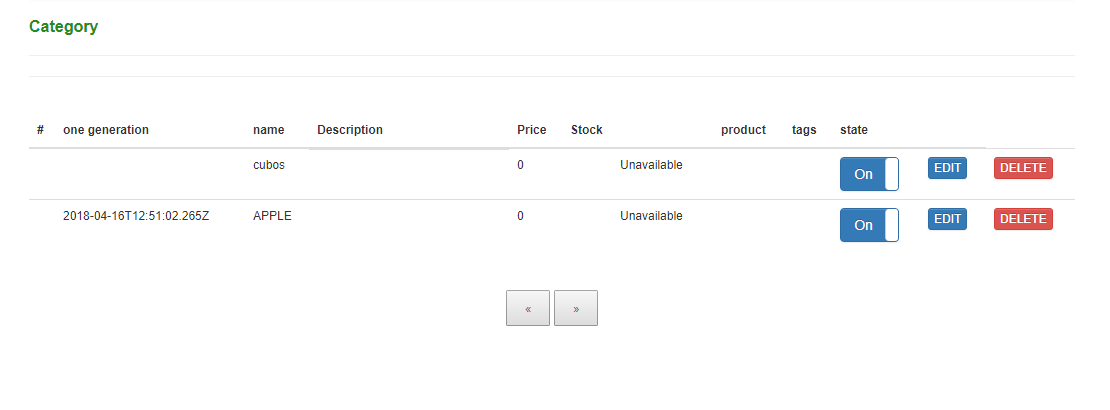 Category
# one generation name Description Price Stock product tags state
cubos 0 Unavailable On EDIT DELETE
2018-04-16T12:51:02.265Z APPLE 0 Unavailable On EDIT DELETE
« »